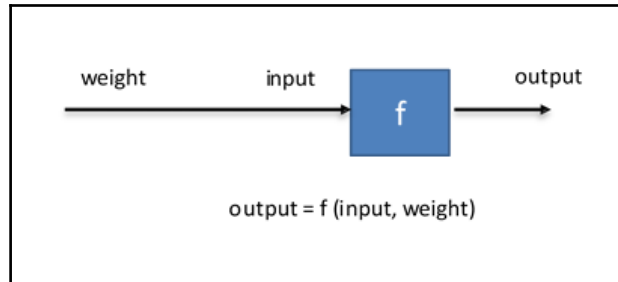 weight input output
f
output = f (input, weight)